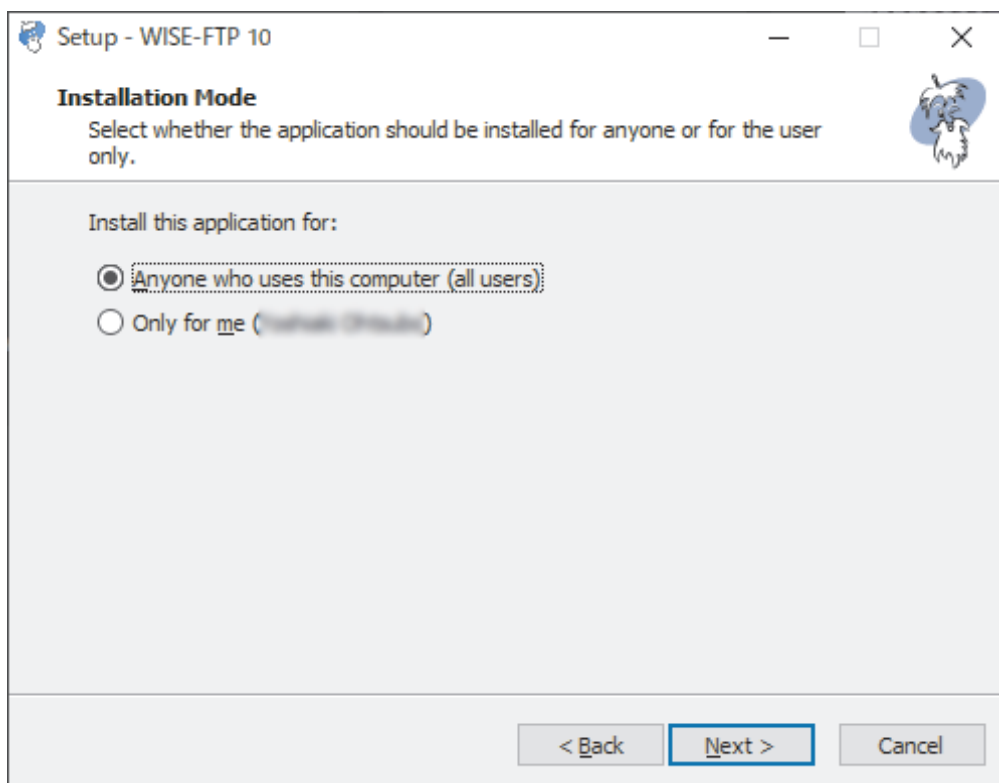 Setup - WISE-FTP 10
Installation Mode
Select whether the application should be installed for anyone or for the user
only.
Install this application for:
Anyone who uses this computer (all users)
Only for me ( )
< Back
Next >
Cancel